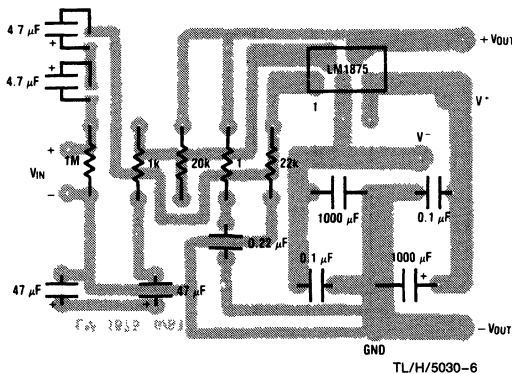 4.7 μF
+
+
4.7 μF
+ VOUT
LM1875
1
V+
+
1M
1k
20k
1
22k
V−
VIN
−
1000 μF
0.1 μF
0.22 μF
0.1 μF
1000 μF
+
47 μF
+
47 μF
+
− VOUT
GND
TL/H/5030–6